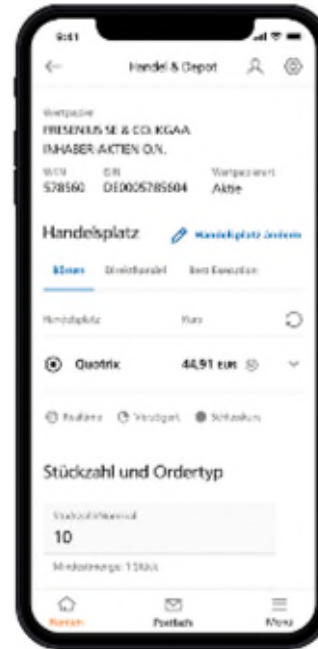 9:41
Handel & Depot
Wertpapier
FRESENIUS SE & CO. KGAA
INHABER-AKTIEN O.N.
WKN ISIN Wertpapierart
578560 DE0005785604 Aktie
Handelsplatz Handelsplatz ändern
Börsen Direkthandel Best Execution
Handelsplatz Kurs
Quotrix 44,91 EUR
Realtime Verzögert Schlusskurs
Stückzahl und Ordertyp
Stückzahl/Nominal
10
Mindestmenge: 1 Stück
Postfach Menü